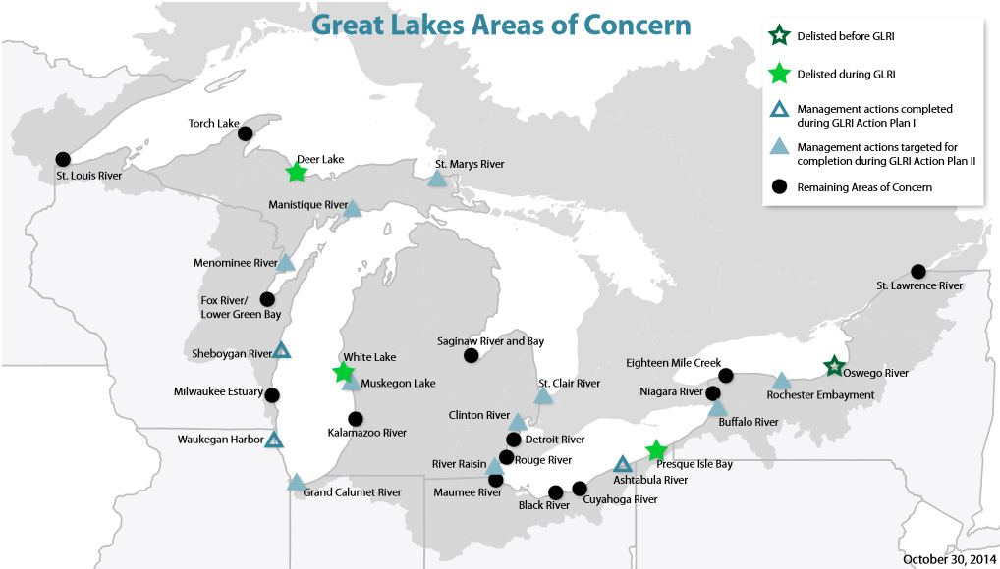 Great Lakes Areas of Concern
Delisted before GLRI
Delisted during GLRI
Management actions completed
during GLRI Action Plan I
Management actions targeted for
completion during GLRI Action Plan II
Remaining Areas of Concern
Torch Lake
Deer Lake
St. Marys River
St. Louis River
Manistique River
Menominee River
St. Lawrence River
Fox River/
Lower Green Bay
Saginaw River and Bay
Sheboygan River
White Lake
Eighteen Mile Creek
Oswego River
Muskegon Lake
St. Clair River
Milwaukee Estuary
Niagara River
Rochester Embayment
Clinton River
Buffalo River
Kalamazoo River
Waukegan Harbor
Detroit River
Rouge River
River Raisin
Presque Isle Bay
Ashtabula River
Grand Calumet River
Maumee River
Cuyahoga River
Black River
October 30, 2014